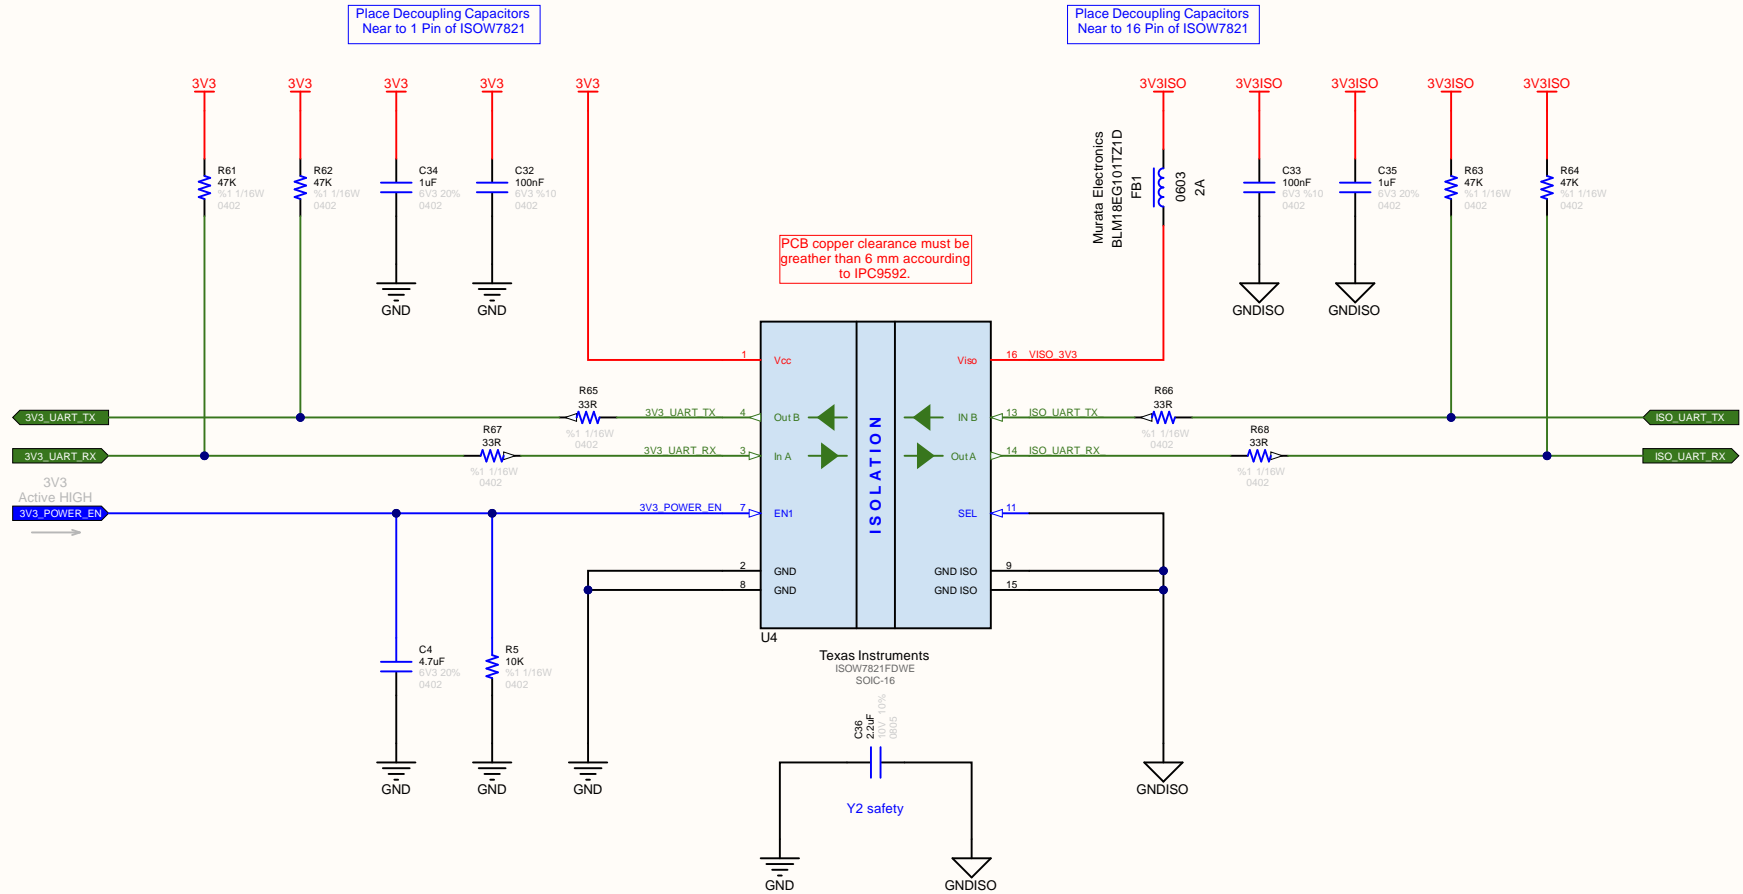 Place Decoupling Capacitors
Near to 1 Pin of ISOW7821
Place Decoupling Capacitors
Near to 16 Pin of ISOW7821
3V3
3V3
3V3
3V3
3V3
3V3ISO
3V3ISO
3V3ISO
3V3ISO
3V3ISO
R61
47K
%1 1/16W
0402
R62
47K
%1 1/16W
0402
C34
1uF
6V3 20%
0402
C32
100nF
6V3 %10
0402
Murata Electronics
BLM18EG101TZ1D
FB1
0603
2A
C33
100nF
6V3 %10
0402
C35
1uF
6V3 20%
0402
R63
47K
%1 1/16W
0402
R64
47K
%1 1/16W
0402
GND
GND
GNDISO
GNDISO
PCB copper clearance must be
greather than 6 mm accourding
to IPC9592.
1
Vcc
Viso
16
VISO_3V3
3V3_UART_TX
R65
33R
%1 1/16W
0402
3V3_UART_TX
4
Out B
IN B
13
ISO_UART_TX
R66
33R
%1 1/16W
0402
ISO_UART_TX
3V3_UART_RX
R67
33R
%1 1/16W
0402
3V3_UART_RX
3
In A
Out A
14
ISO_UART_RX
R68
33R
%1 1/16W
0402
ISO_UART_RX
ISOLATION
3V3
Active HIGH
3V3_POWER_EN
3V3_POWER_EN
7
EN1
SEL
11
2
GND
GND ISO
9
8
GND
GND ISO
15
U4
Texas Instruments
ISOW7821FDWE
SOIC-16
C4
4.7uF
6V3 20%
0402
R5
10K
%1 1/16W
0402
C36
2.2uF
10V 10%
0805
GND
GND
GND
GNDISO
Y2 safety
GND
GNDISO